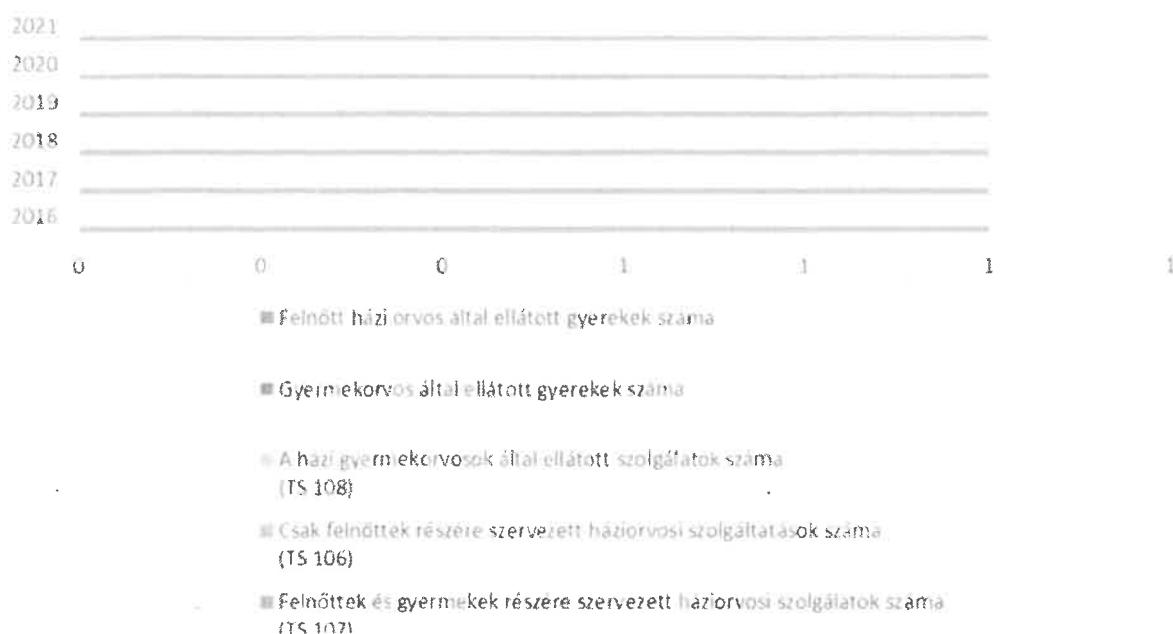 2021
2020
2019
2018
2017
2016
0 0 0 1 1 1 1
Felnőtt házi orvos által ellátott gyerekek száma
Gyermekorvos által ellátott gyerekek száma
A házi gyermekorvosok által ellátott szolgálatok száma
(TS 108)
Csak felnőttek részére szervezett háziorvosi szolgáltatások száma
(TS 106)
Felnőttek és gyermekek részére szervezett háziorvosi szolgálatok száma
(TS 107)